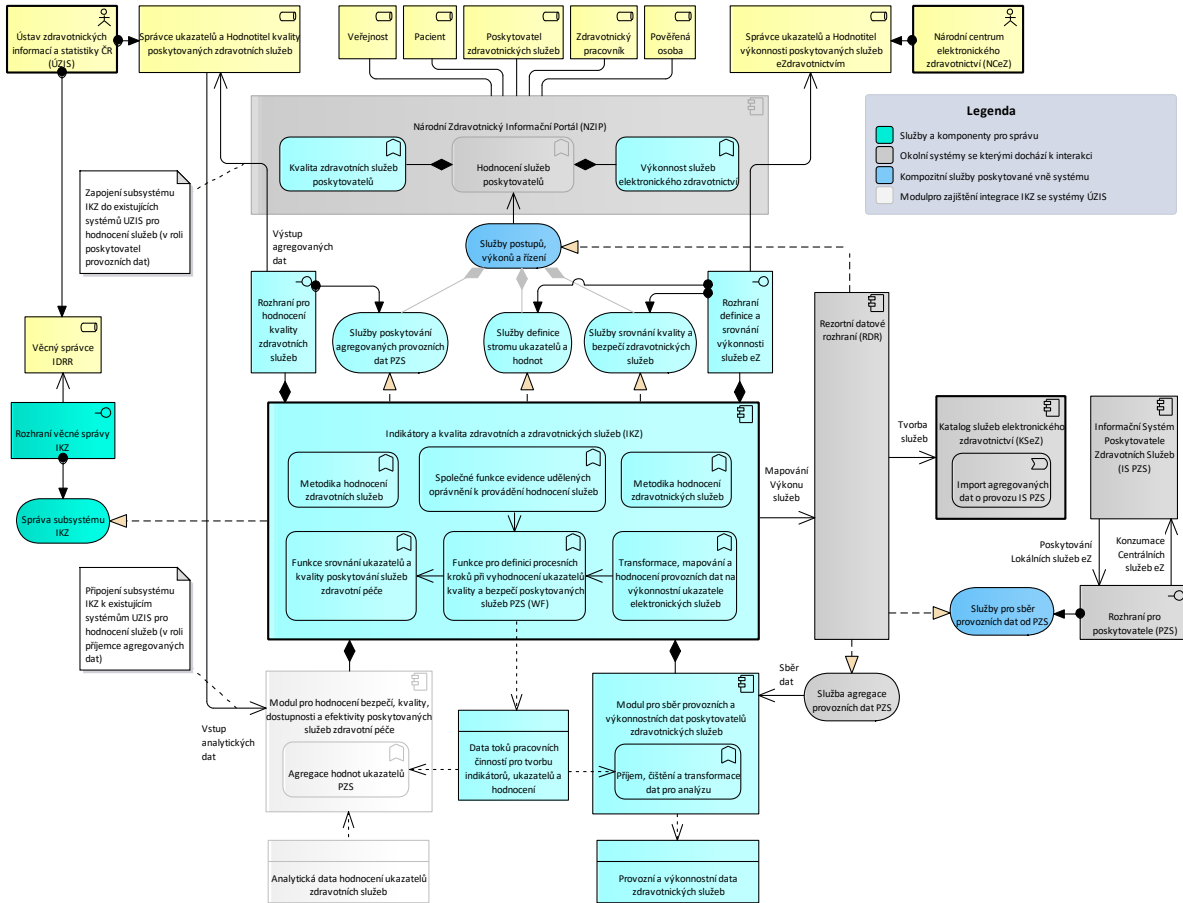 Ústav zdravotnických
informací a statistiky ČR
(ÚZIS)
Správce ukazatelů a Hodnotitel kvality
poskytovaných zdravotních služeb
Veřejnost
Pacient
Poskytovatel
zdravotnických služeb
Zdravotnický
pracovník
Pověřená
osoba
Správce ukazatelů a Hodnotitel
výkonnosti poskytovaných služeb
eZdravotnictvím
Národní centrum
elektronického
zdravotnictví (NCeZ)
Legenda
Služby a komponenty pro správu
Okolní systémy se kterými dochází k interakci
Kompozitní služby poskytované vně systému
Modulpro zajištění integrace IKZ se systémy ÚZIS
Národní Zdravotnický Informační Portál (NZIP)
Kvalita zdravotních služeb
poskytovatelů
Hodnocení služeb
poskytovatelů
Výkonnost služeb
elektronického zdravotnictví
Zapojení subsystému
IKZ do existujících
systémů UZIS pro
hodnocení služeb (v roli
poskytovatel
provozních dat)
Výstup
agregovaných
dat
Služby postupů,
výkonů a řízení
Rozhraní pro
hodnocení
kvality
zdravotních
služeb
Služby poskytování
agregovaných provozních
dat PZS
Služby definice
stromu ukazatelů a
hodnot
Služby srovnání kvality a
bezpečí zdravotnických
služeb
Rozhraní
definice a
srovnání
výkonnosti
služeb eZ
Rezortní datové
rozhraní (RDR)
Věcný správce
IDRR
Rozhraní věcné správy
IKZ
Správa subsystému
IKZ
Indikátory a kvalita zdravotních a zdravotnických služeb (IKZ)
Metodika hodnocení
zdravotních služeb
Společné funkce evidence udělených
oprávnění k provádění hodnocení služeb
Metodika hodnocení
zdravotnických služeb
Funkce srovnání ukazatelů a
kvality poskytování služeb
zdravotní péče
Funkce pro definici procesních
kroků při vyhodnocení ukazatelů
kvality a bezpečí poskytovaných
služeb PZS (WF)
Transformace, mapování a
hodnocení provozních dat na
výkonnostní ukazatele
elektronických služeb
Mapování
Výkonu
služeb
Tvorba
služeb
Katalog služeb elektronického
zdravotnictví (KSeZ)
Import agregovaných
dat o provozu IS PZS
Informační Systém
Poskytovatele
Zdravotních Služeb
(IS PZS)
Poskytování
Lokálních služeb eZ
Konzumace
Centrálních
služeb eZ
Služby pro sběr
provozních dat od PZS
Rozhraní pro
poskytovatele (PZS)
Připojení subsystému
IKZ k existujícím
systémům UZIS pro
hodnocení služeb (v roli
příjemce agregovaných
dat)
Vstup
analytických
dat
Modul pro hodnocení bezpečí, kvality,
dostupnosti a efektivity poskytovaných
služeb zdravotní péče
Agregace hodnot ukazatelů
PZS
Data toků pracovních
činností pro tvorbu
indikátorů, ukazatelů a
hodnocení
Modul pro sběr provozních a
výkonnostních dat poskytovatelů
zdravotnických služeb
Příjem, čištění a transformace
dat pro analýzu
Sběr
dat
Služba agregace
provozních dat PZS
Analytická data hodnocení ukazatelů
zdravotních služeb
Provozní a výkonnostní data
zdravotnických služeb